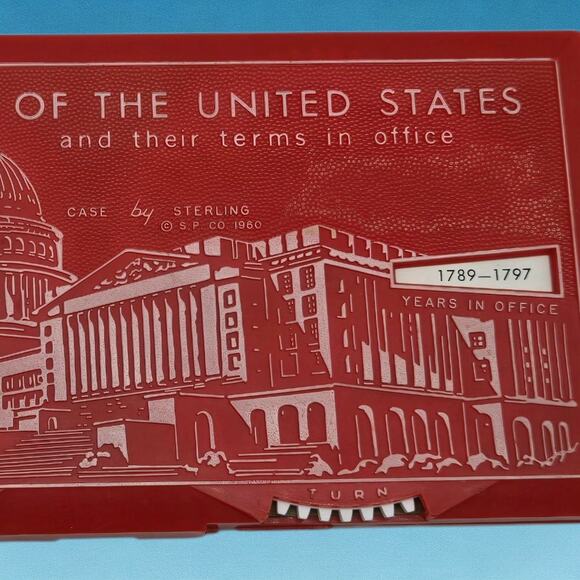 OF THE UNITED STATES
and their terms in office
CASE by STERLING
© S. P. CO. 1960
1789—1797
YEARS IN OFFICE
TURN